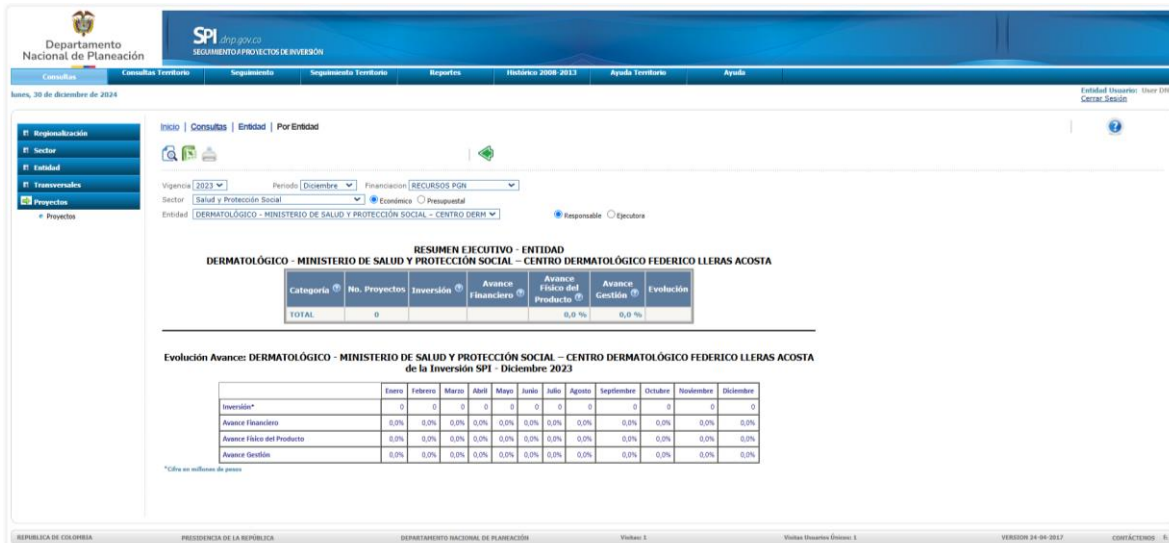 Departamento
Nacional de Planeación
SPI dnp.gov.co
SEGUIMIENTO A PROYECTOS DE INVERSIÓN
Consultas Consultas Territorio Seguimiento Seguimiento Territorio Reportes Histórico 2008-2013 Ayuda Territorio Ayuda
lunes, 30 de diciembre de 2024
Entidad Usuario: User DN
Cerrar Sesión
Regionalización
Sector
Entidad
Transversales
Proyectos
Proyectos
Inicio | Consultas | Entidad | Por Entidad
Vigencia 2023 Periodo Diciembre Financiacion RECURSOS PGN
Sector Salud y Protección Social Económico Presupuestal
Entidad DERMATOLÓGICO - MINISTERIO DE SALUD Y PROTECCIÓN SOCIAL – CENTRO DERM Responsable Ejecutora
RESUMEN EJECUTIVO - ENTIDAD
DERMATOLÓGICO - MINISTERIO DE SALUD Y PROTECCIÓN SOCIAL – CENTRO DERMATOLÓGICO FEDERICO LLERAS ACOSTA
Categoría No. Proyectos Inversión Avance Financiero Avance Físico del Producto Avance Gestión Evolución
TOTAL 0 0,0 % 0,0 %
Evolución Avance: DERMATOLÓGICO - MINISTERIO DE SALUD Y PROTECCIÓN SOCIAL – CENTRO DERMATOLÓGICO FEDERICO LLERAS ACOSTA
de la Inversión SPI - Diciembre 2023
Enero Febrero Marzo Abril Mayo Junio Julio Agosto Septiembre Octubre Noviembre Diciembre
Inversión* 0 0 0 0 0 0 0 0 0 0 0 0
Avance Financiero 0,0% 0,0% 0,0% 0,0% 0,0% 0,0% 0,0% 0,0% 0,0% 0,0% 0,0% 0,0%
Avance Físico del Producto 0,0% 0,0% 0,0% 0,0% 0,0% 0,0% 0,0% 0,0% 0,0% 0,0% 0,0% 0,0%
Avance Gestión 0,0% 0,0% 0,0% 0,0% 0,0% 0,0% 0,0% 0,0% 0,0% 0,0% 0,0% 0,0%
*Cifra en millones de pesos
REPUBLICA DE COLOMBIA PRESIDENCIA DE LA REPÚBLICA DEPARTAMENTO NACIONAL DE PLANEACIÓN Visitas: 1 Visitas Usuarios Únicos: 1 VERSION 24-04-2017 CONTÁCTENOS